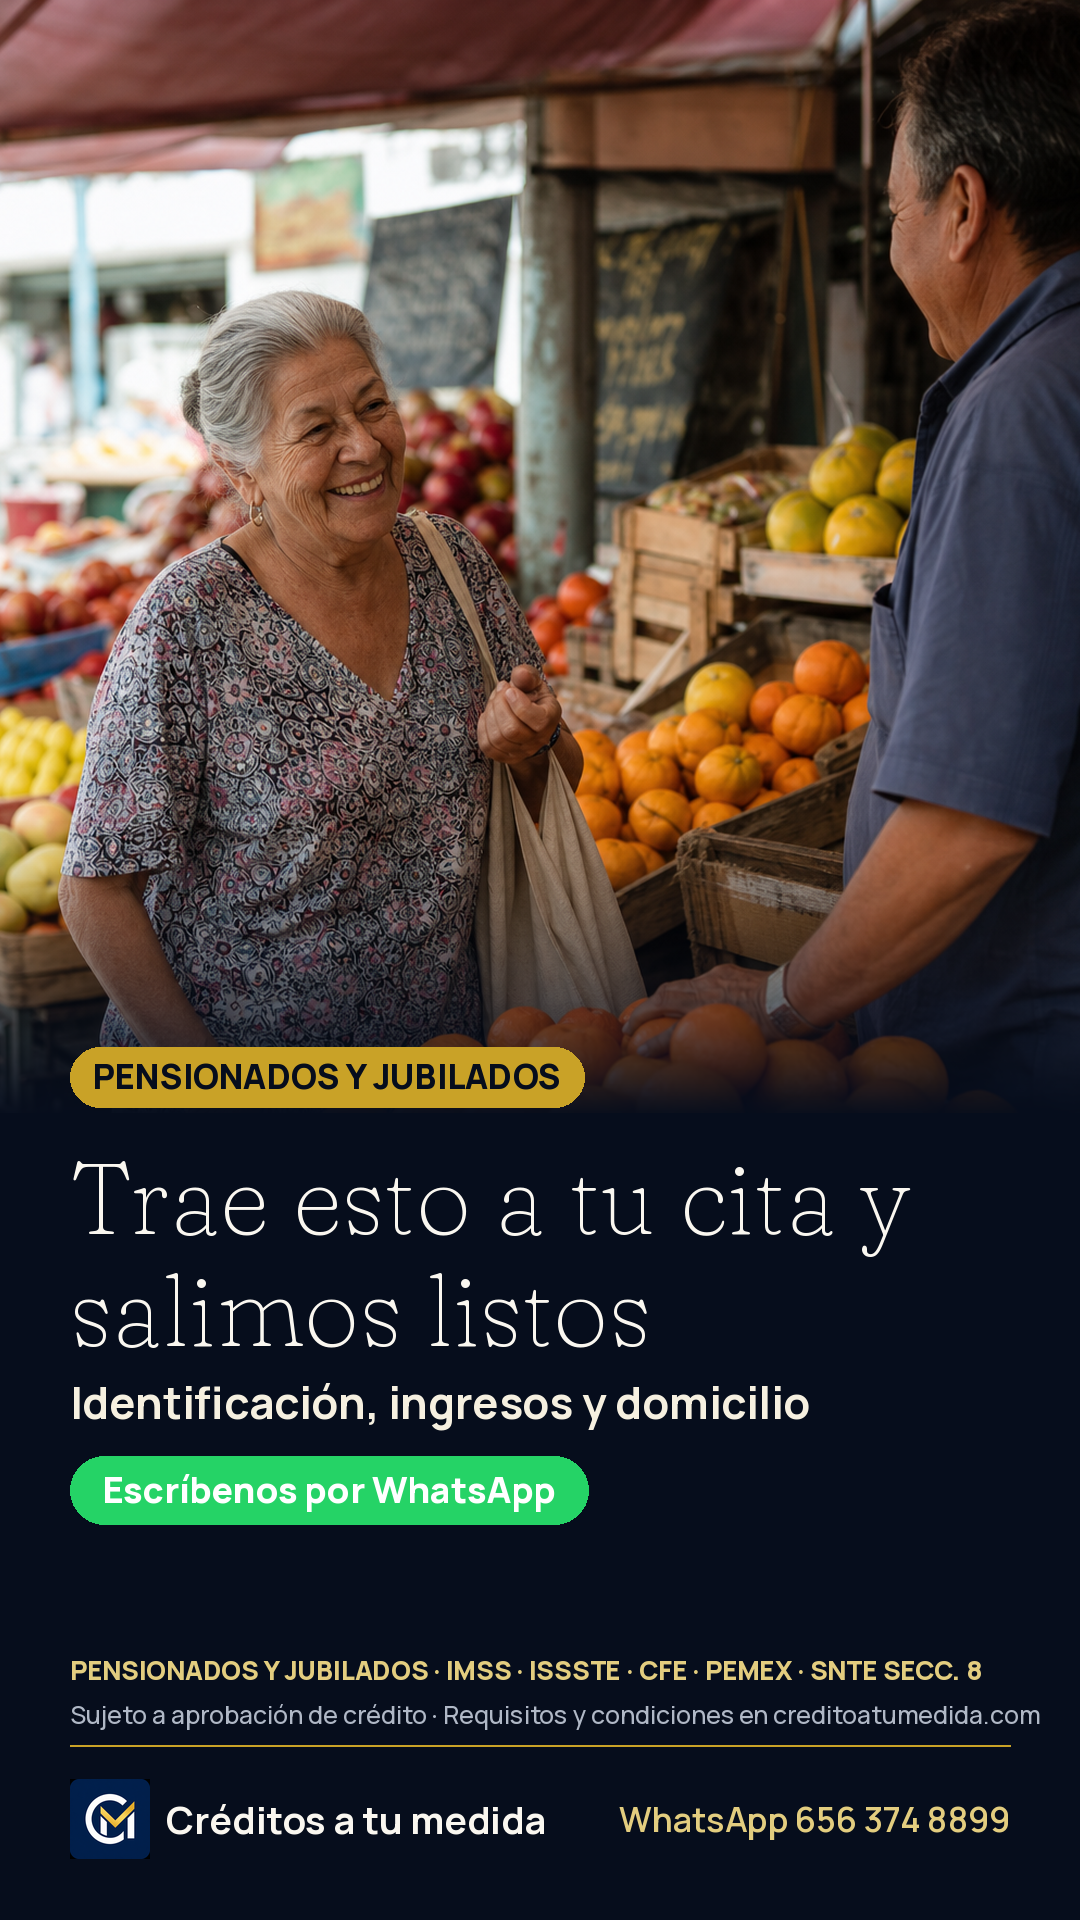 PENSIONADOS Y JUBILADOS
Trae esto a tu cita y
salimos listos
Identificación, ingresos y domicilio
Escríbenos por WhatsApp
PENSIONADOS Y JUBILADOS · IMSS · ISSSTE · CFE · PEMEX · SNTE SECC. 8
Sujeto a aprobación de crédito · Requisitos y condiciones en creditoatumedida.com
Créditos a tu medida
WhatsApp 656 374 8899